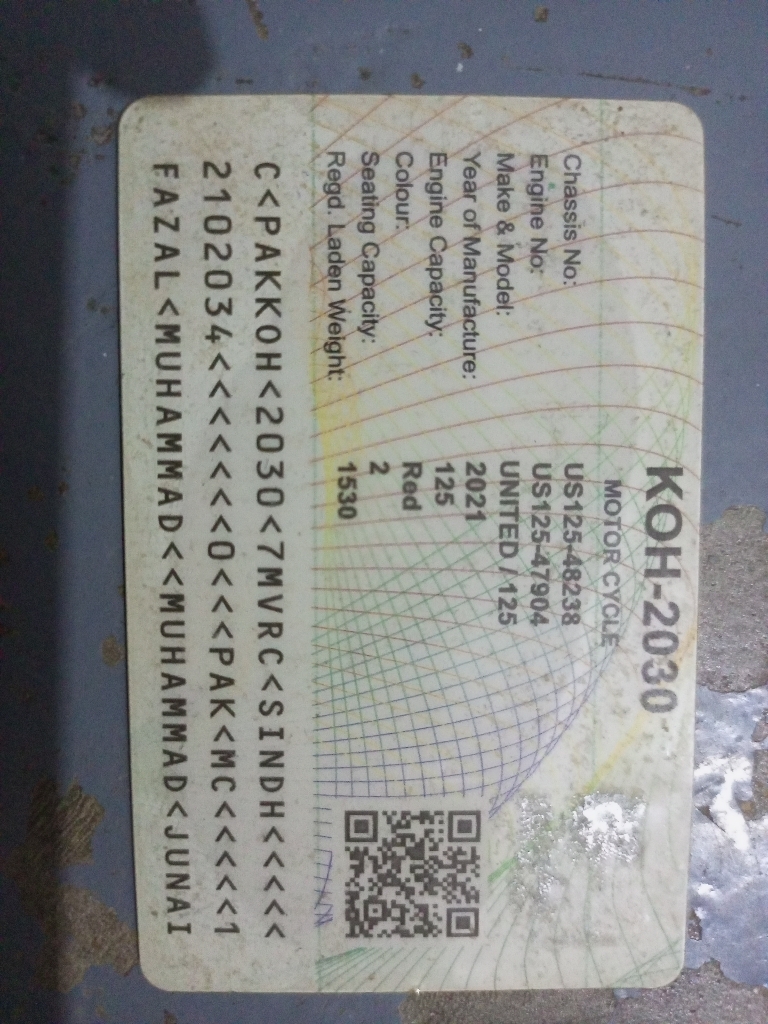 KOH-2030
MOTOR CYCLE
Chassis No: US125-48238
Engine No: US125-47904
Make & Model: UNITED / 125
Year of Manufacture: 2021
Engine Capacity: 125
Colour: Red
Seating Capacity: 2
Regd. Laden Weight: 1530
C<PAKKOH<2030<7MVRC<SINDH<<<<<
2102034<<<<<<<<0<<<PAK<MC<<<<<1
FAZAL<MUHAMMAD<<MUHAMMAD<JUNAI